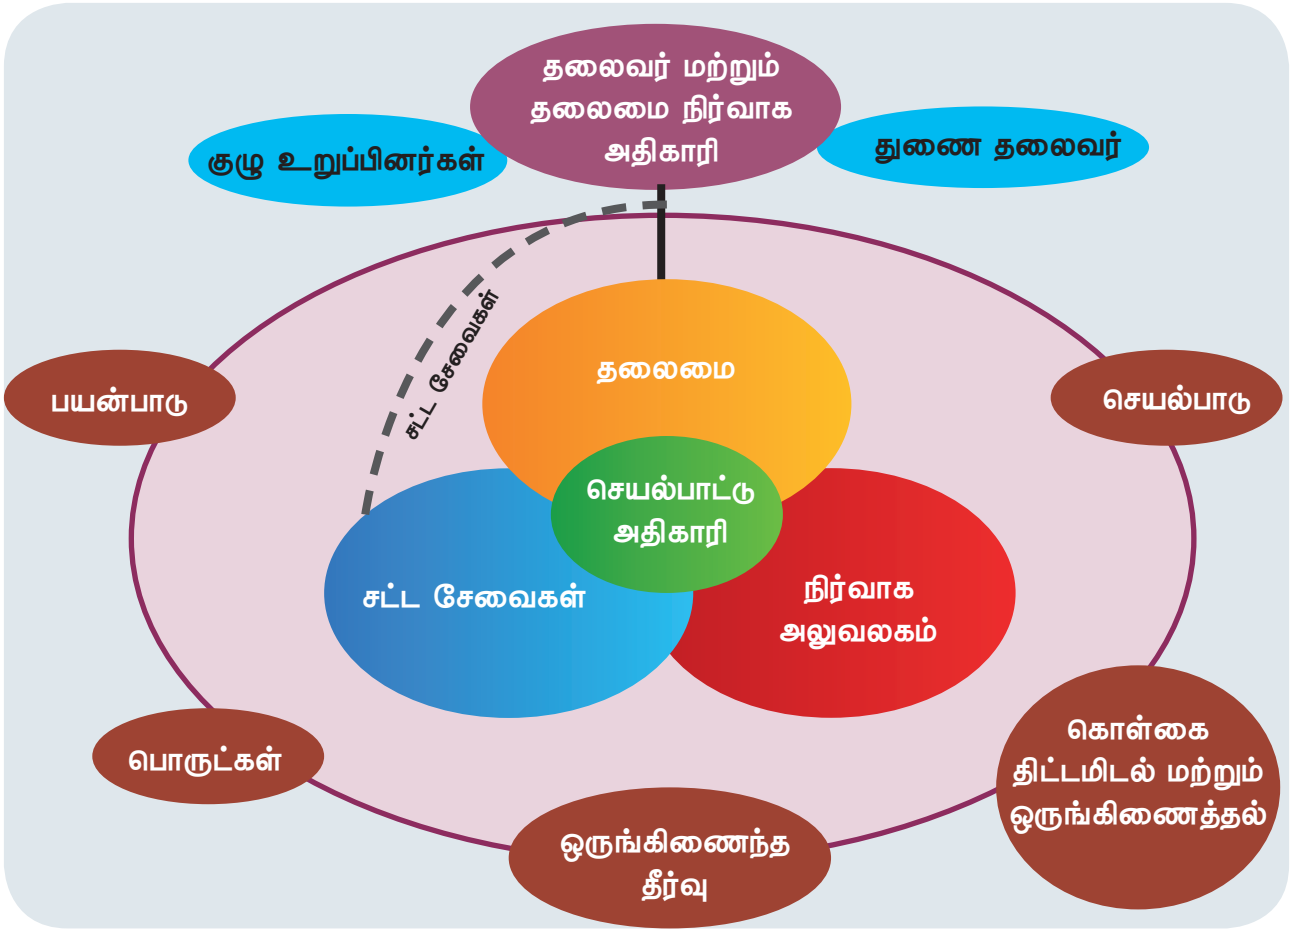 தலைவர் மற்றும்
தலைமை நிர்வாக
அதிகாரி
குழு உறுப்பினர்கள்
துணை தலைவர்
சட்ட சேவைகள்
தலைமை
பயன்பாடு
செயல்பாடு
செயல்பாட்டு
அதிகாரி
சட்ட சேவைகள்
நிர்வாக
அலுவலகம்
பொருட்கள்
கொள்கை
திட்டமிடல் மற்றும்
ஒருங்கிணைத்தல்
ஒருங்கிணைந்த
தீர்வு